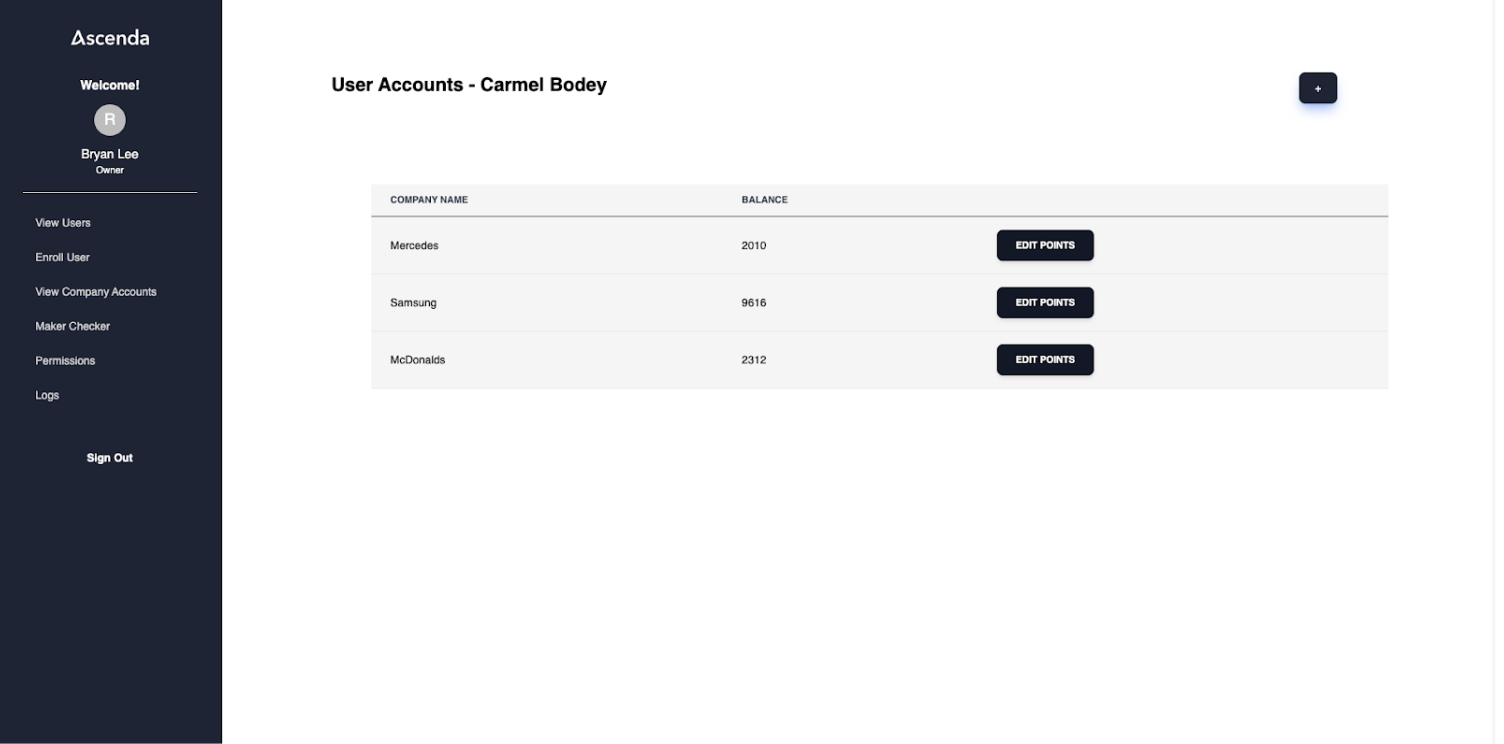 Ascenda
Welcome!
R
Bryan Lee
Owner
View Users
Enroll User
View Company Accounts
Maker Checker
Permissions
Logs
Sign Out
User Accounts - Carmel Bodey
+
COMPANY NAME BALANCE
Mercedes 2010 EDIT POINTS
Samsung 9616 EDIT POINTS
McDonalds 2312 EDIT POINTS